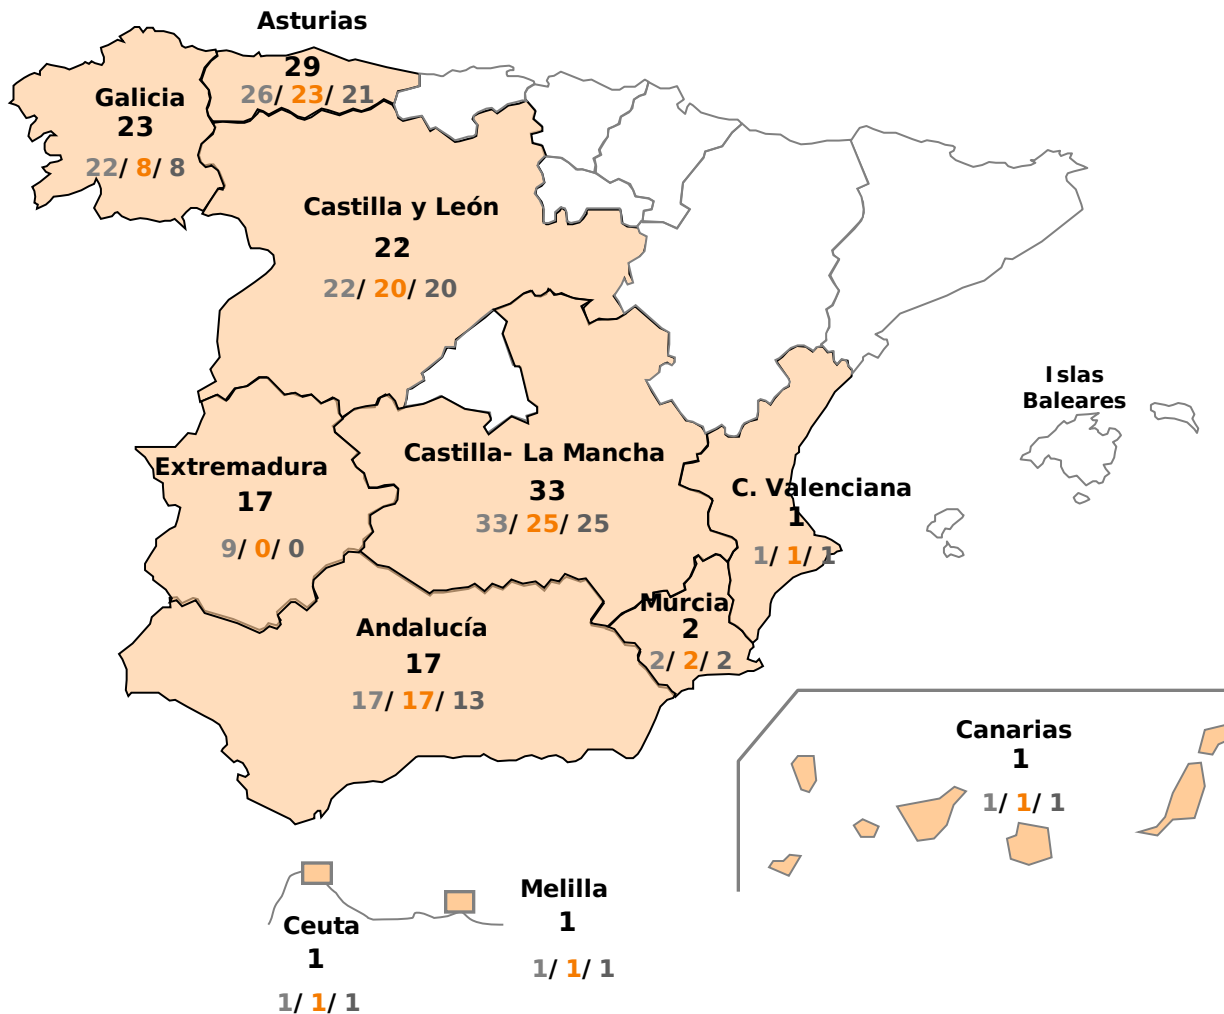 Asturias
29
26/ 23/ 21
Galicia
23
22/ 8/ 8
Castilla y León
22
22/ 20/ 20
Islas
Baleares
Castilla- La Mancha
33
33/ 25/ 25
Extremadura
17
9/ 0/ 0
C. Valenciana
1
1/ 1/ 1
Murcia
2
2/ 2/ 2
Andalucía
17
17/ 17/ 13
Canarias
1
1/ 1/ 1
Melilla
1
1/ 1/ 1
Ceuta
1
1/ 1/ 1